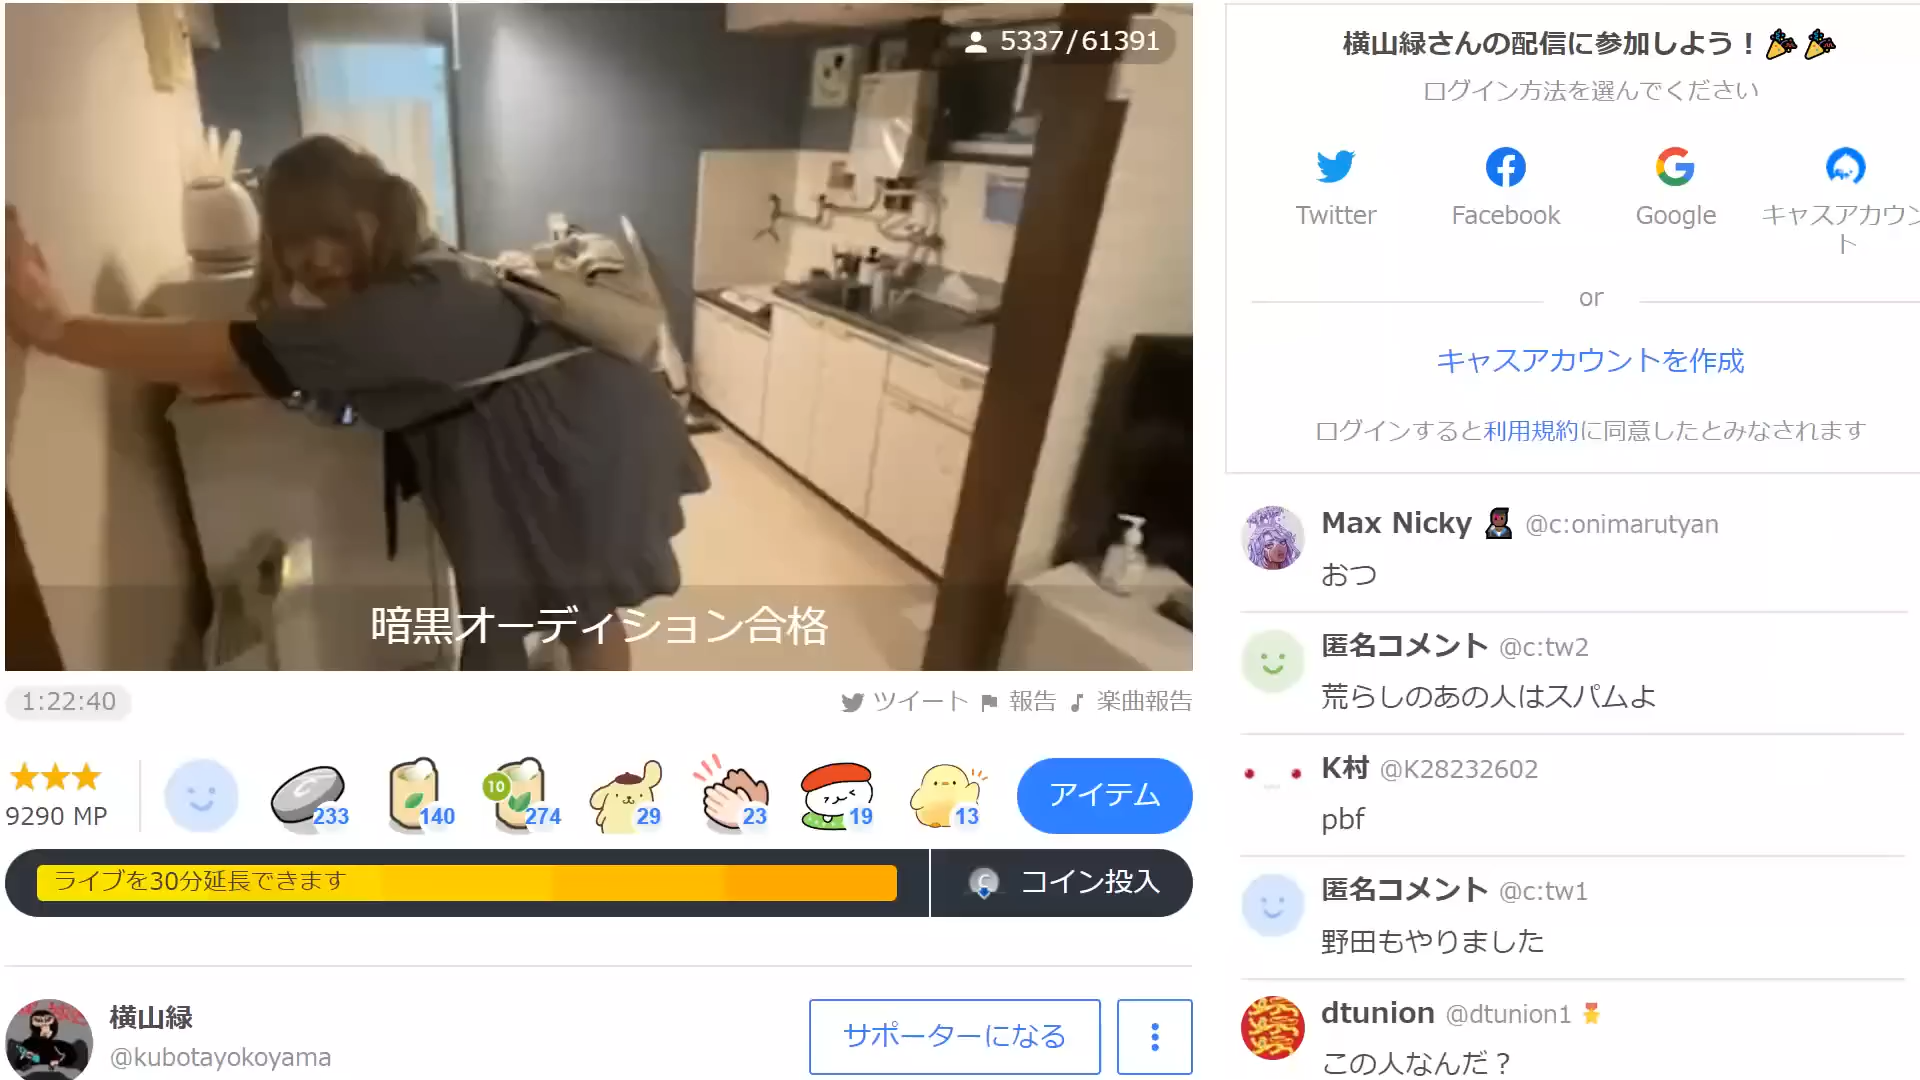 5337/61391
暗黒オーディション合格
1:22:40
ツイート 報告 楽曲報告
9290 MP
233
140
10
274
29
23
19
13
アイテム
ライブを30分延長できます
コイン投入
横山緑
@kubotayokoyama
サポーターになる
横山緑さんの配信に参加しよう！
ログイン方法を選んでください
Twitter
Facebook
Google
キャスアカウン
ト
or
キャスアカウントを作成
ログインすると利用規約に同意したとみなされます
Max Nicky @c:onimarutyan
おつ
匿名コメント @c:tw2
荒らしのあの人はスパムよ
K村 @K28232602
pbf
匿名コメント @c:tw1
野田もやりました
dtunion @dtunion1
この人なんだ？